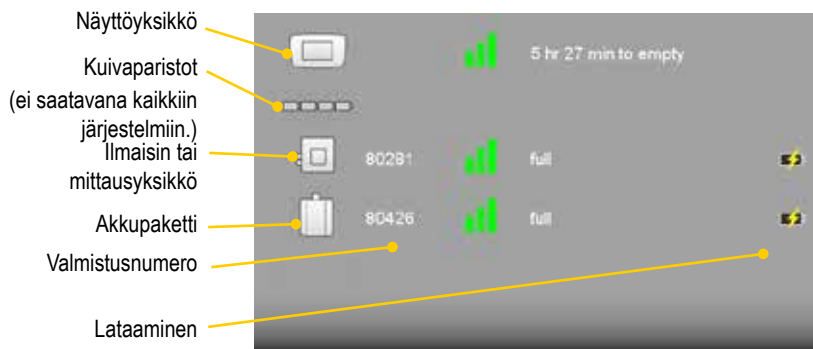 Näyttöyksikkö
5 hr 27 min to empty
Kuivaparistot
(ei saatavana kaikkiin
järjestelmiin.)
Ilmaisin tai
mittausyksikkö
80281
full
Akkupaketti
80426
full
Valmistusnumero
Lataaminen